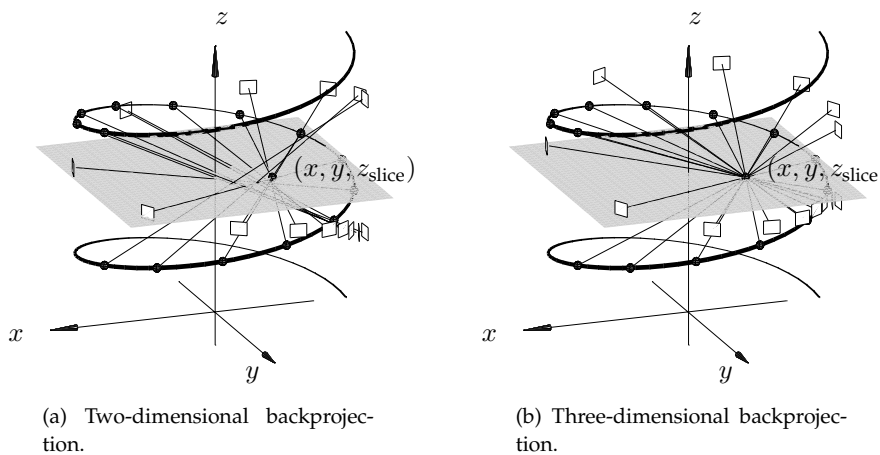 z
z
(x, y, z_slice)
(x, y, z_slice
x
x
y
y
(a) Two-dimensional backprojec-
tion.
(b) Three-dimensional backprojec-
tion.